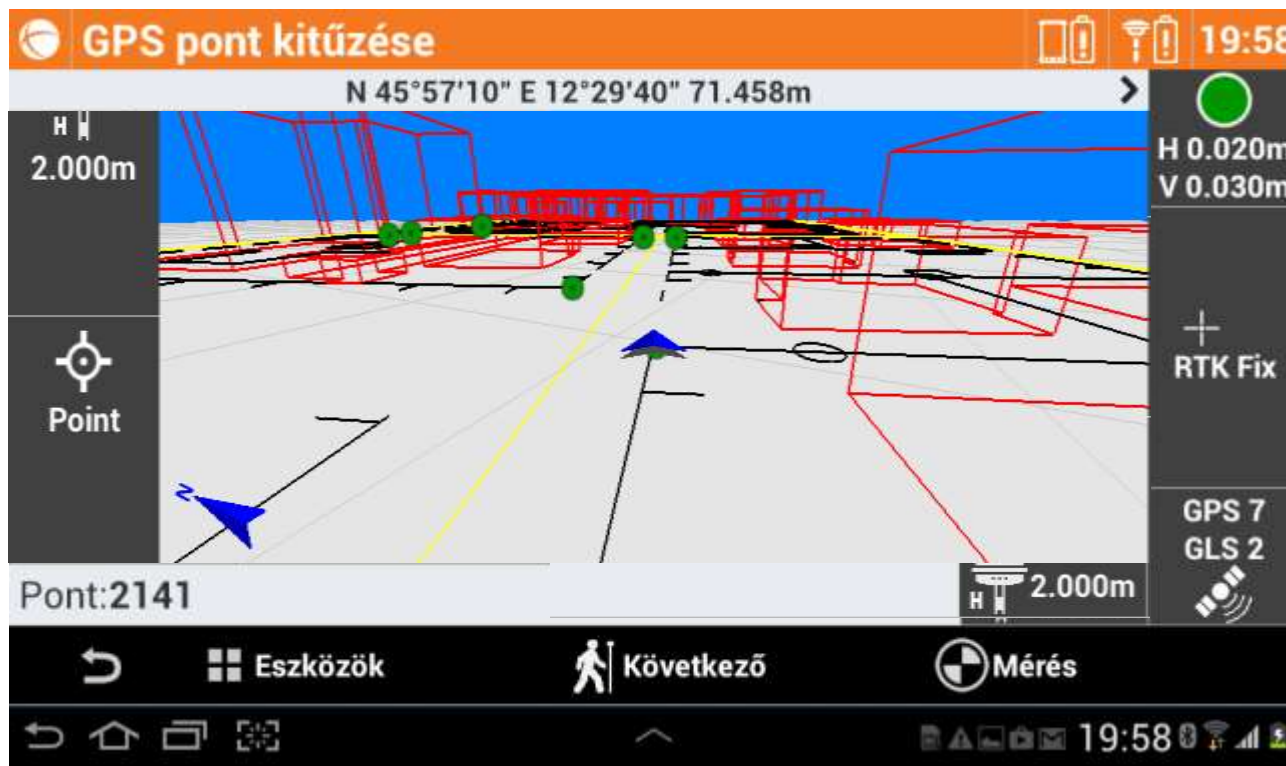 GPS pont kitűzése
19:58
N 45°57'10" E 12°29'40" 71.458m
H
2.000m
H 0.020m
V 0.030m
Point
RTK Fix
N
GPS 7
GLS 2
Pont:2141
H
2.000m
Eszközök
Következő
Mérés
19:58